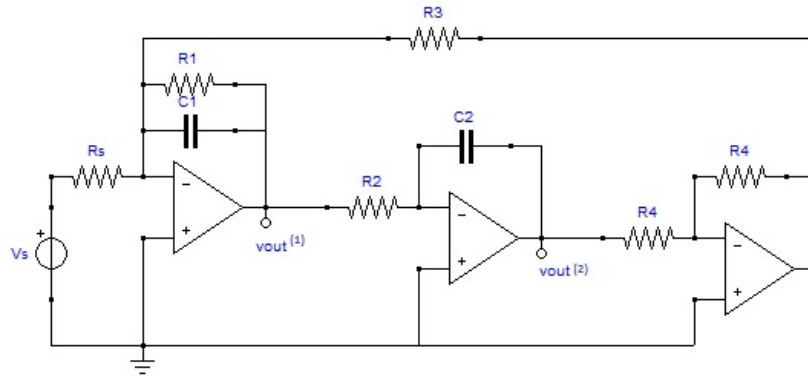 R3
R1
C1
C2
Rs
R2
R4
R4
−
+
−
+
−
+
+
Vs
vout (1)
vout (2)